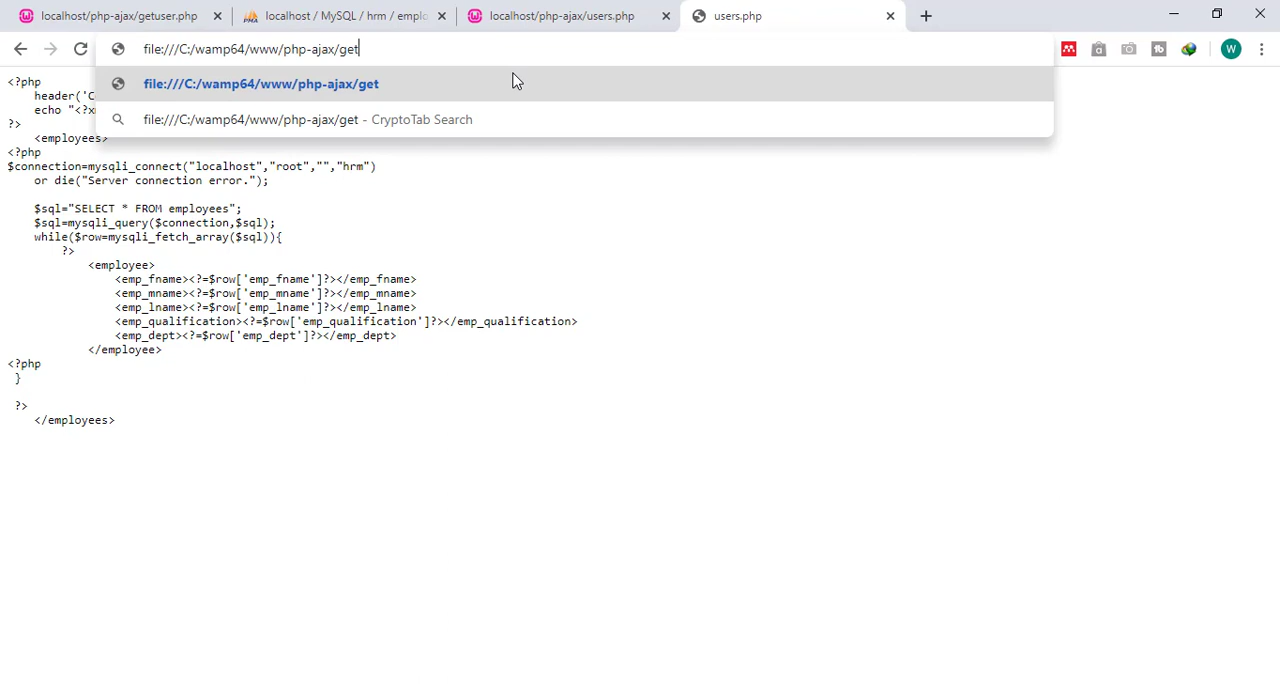 localhost/php-ajax/getuser.php
localhost / MySQL / hrm / emplo
localhost/php-ajax/users.php
users.php
file:///C:/wamp64/www/php-ajax/get
W
file:///C:/wamp64/www/php-ajax/get
file:///C:/wamp64/www/php-ajax/get - CryptoTab Search
<?php
header('C
echo "<?x
?>
<employees>
<?php
$connection=mysqli_connect("localhost","root","","hrm")
or die("Server connection error.");
$sql="SELECT * FROM employees";
$sql=mysqli_query($connection,$sql);
while($row=mysqli_fetch_array($sql)){
?>
<employee>
<emp_fname><?=$row['emp_fname']?></emp_fname>
<emp_mname><?=$row['emp_mname']?></emp_mname>
<emp_lname><?=$row['emp_lname']?></emp_lname>
<emp_qualification><?=$row['emp_qualification']?></emp_qualification>
<emp_dept><?=$row['emp_dept']?></emp_dept>
</employee>
<?php
}
?>
</employees>